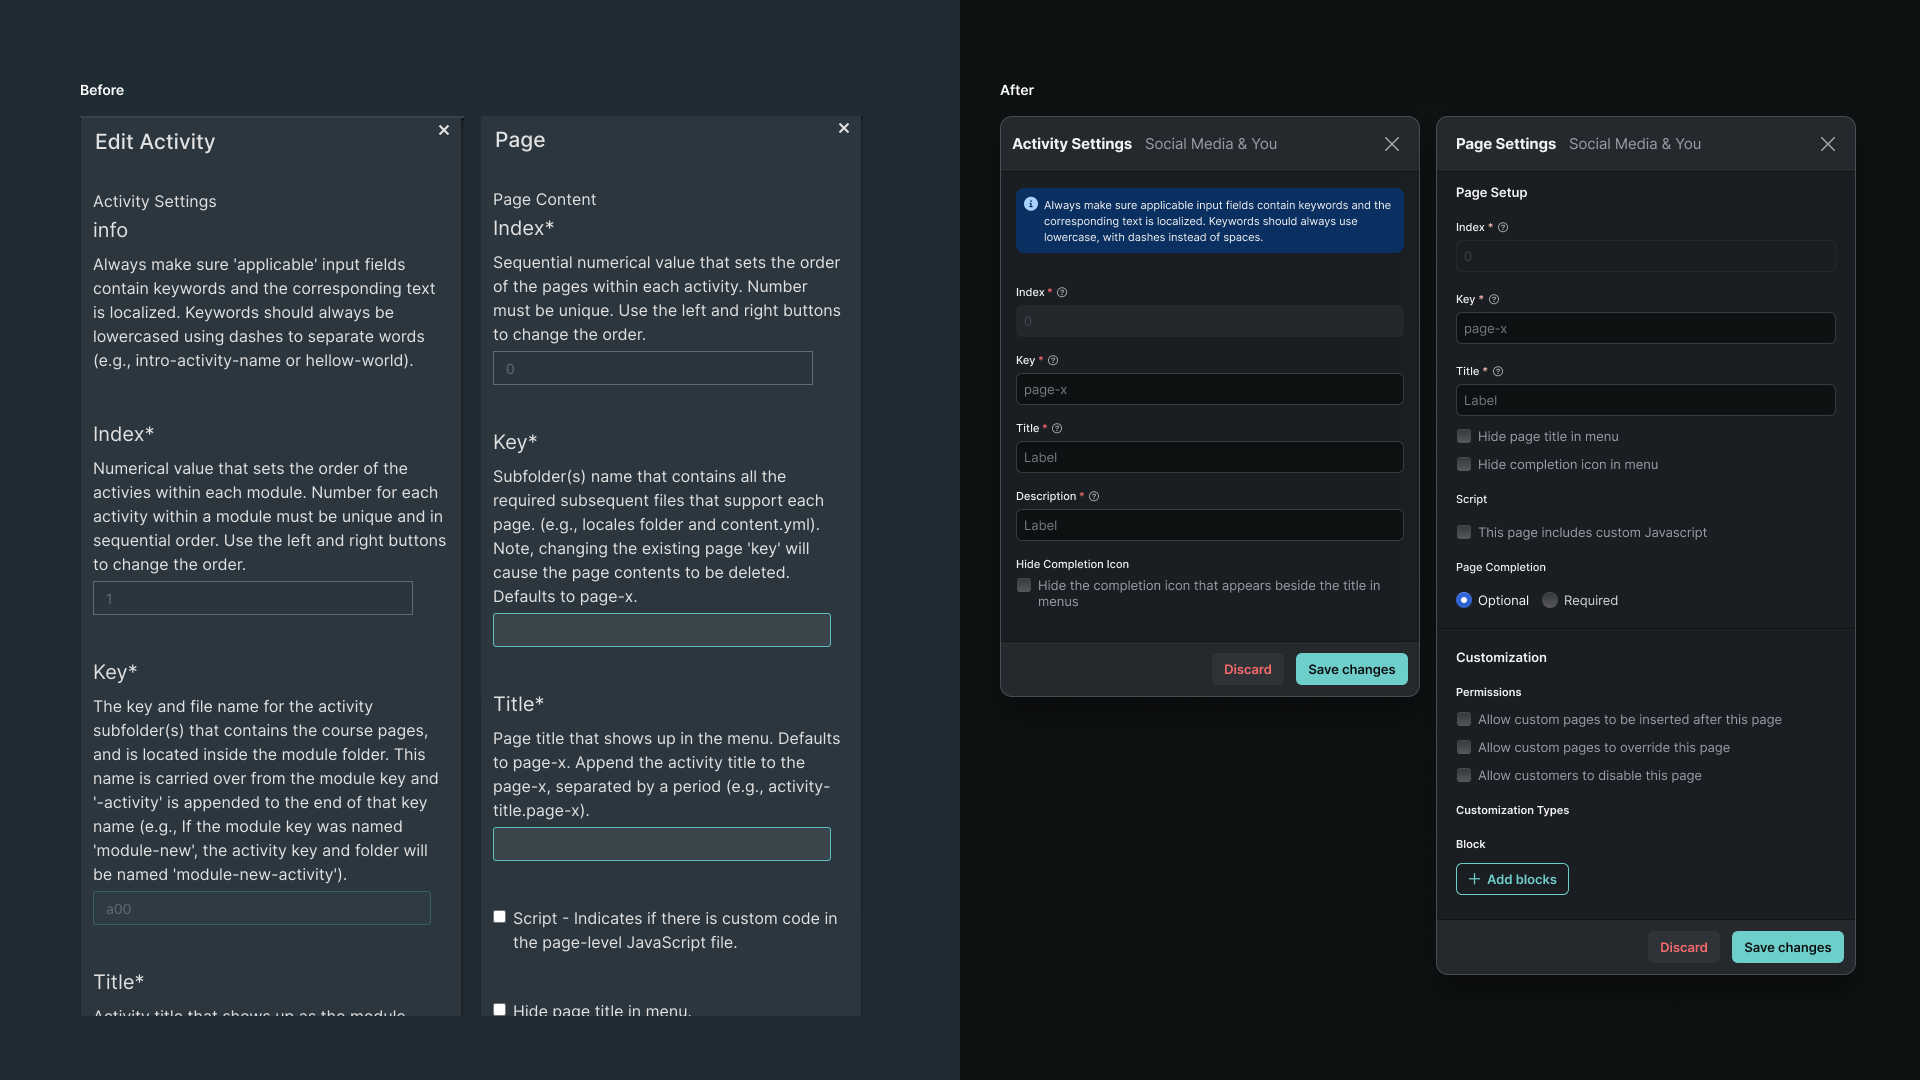 Before
Edit Activity
Activity Settings
info
Always make sure 'applicable' input fields
contain keywords and the corresponding text
is localized. Keywords should always be
lowercased using dashes to separate words
(e.g., intro-activity-name or hellow-world).
Index*
Numerical value that sets the order of the
activies within each module. Number for each
activity within a module must be unique and in
sequential order. Use the left and right buttons
to change the order.
1
Key*
The key and file name for the activity
subfolder(s) that contains the course pages,
and is located inside the module folder. This
name is carried over from the module key and
'-activity' is appended to the end of that key
name (e.g., If the module key was named
'module-new', the activity key and folder will
be named 'module-new-activity').
a00
Title*
Activity title that shows up as the module
Page
Page Content
Index*
Sequential numerical value that sets the order
of the pages within each activity. Number
must be unique. Use the left and right buttons
to change the order.
0
Key*
Subfolder(s) name that contains all the
required subsequent files that support each
page. (e.g., locales folder and content.yml).
Note, changing the existing page 'key' will
cause the page contents to be deleted.
Defaults to page-x.
Title*
Page title that shows up in the menu. Defaults
to page-x. Append the activity title to the
page-x, separated by a period (e.g., activity-
title.page-x).
Script - Indicates if there is custom code in
the page-level JavaScript file.
Hide page title in menu.
After
Activity Settings Social Media & You
Always make sure applicable input fields contain keywords and the
corresponding text is localized. Keywords should always use
lowercase, with dashes instead of spaces.
Index *
0
Key *
page-x
Title *
Label
Description *
Label
Hide Completion Icon
Hide the completion icon that appears beside the title in
menus
Discard Save changes
Page Settings Social Media & You
Page Setup
Index *
0
Key *
page-x
Title *
Label
Hide page title in menu
Hide completion icon in menu
Script
This page includes custom Javascript
Page Completion
Optional Required
Customization
Permissions
Allow custom pages to be inserted after this page
Allow custom pages to override this page
Allow customers to disable this page
Customization Types
Block
+ Add blocks
Discard Save changes